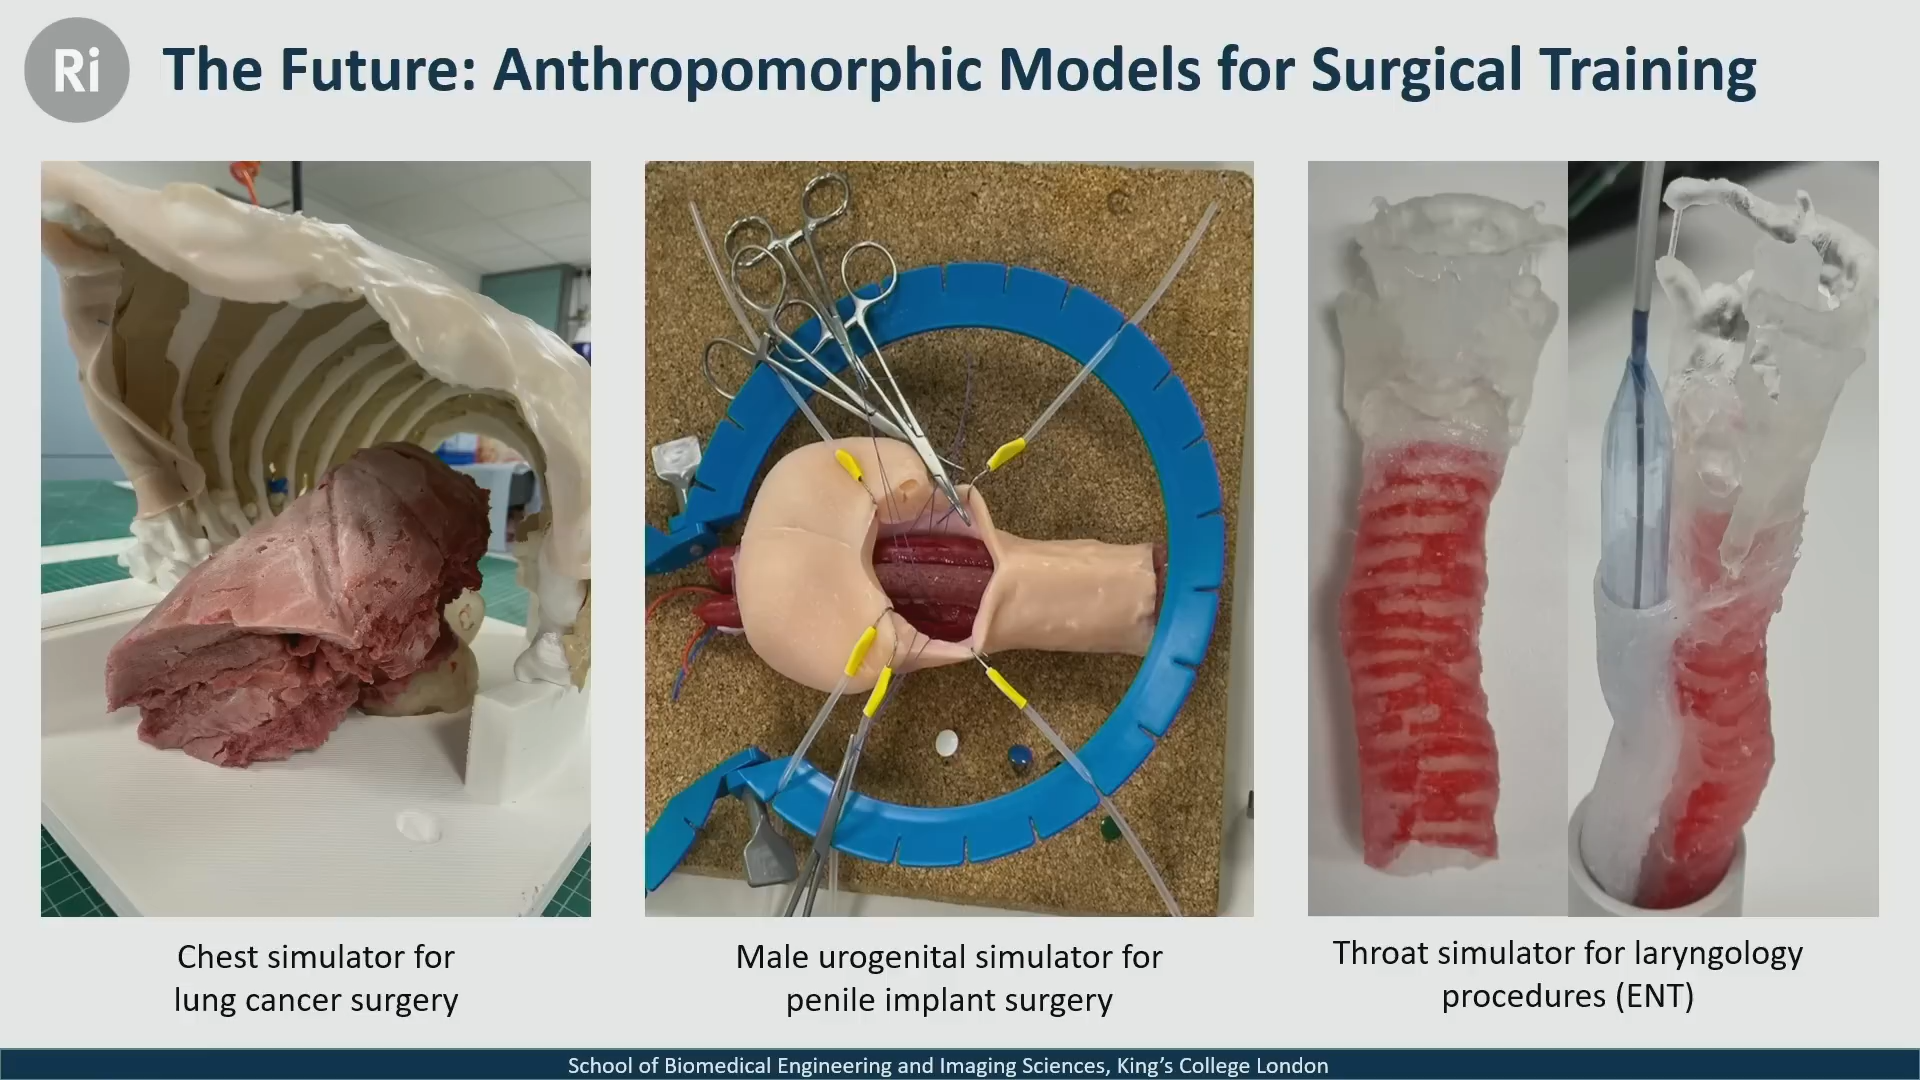 Ri
The Future: Anthropomorphic Models for Surgical Training
Chest simulator for
lung cancer surgery
Male urogenital simulator for
penile implant surgery
Throat simulator for laryngology
procedures (ENT)
School of Biomedical Engineering and Imaging Sciences, King’s College London